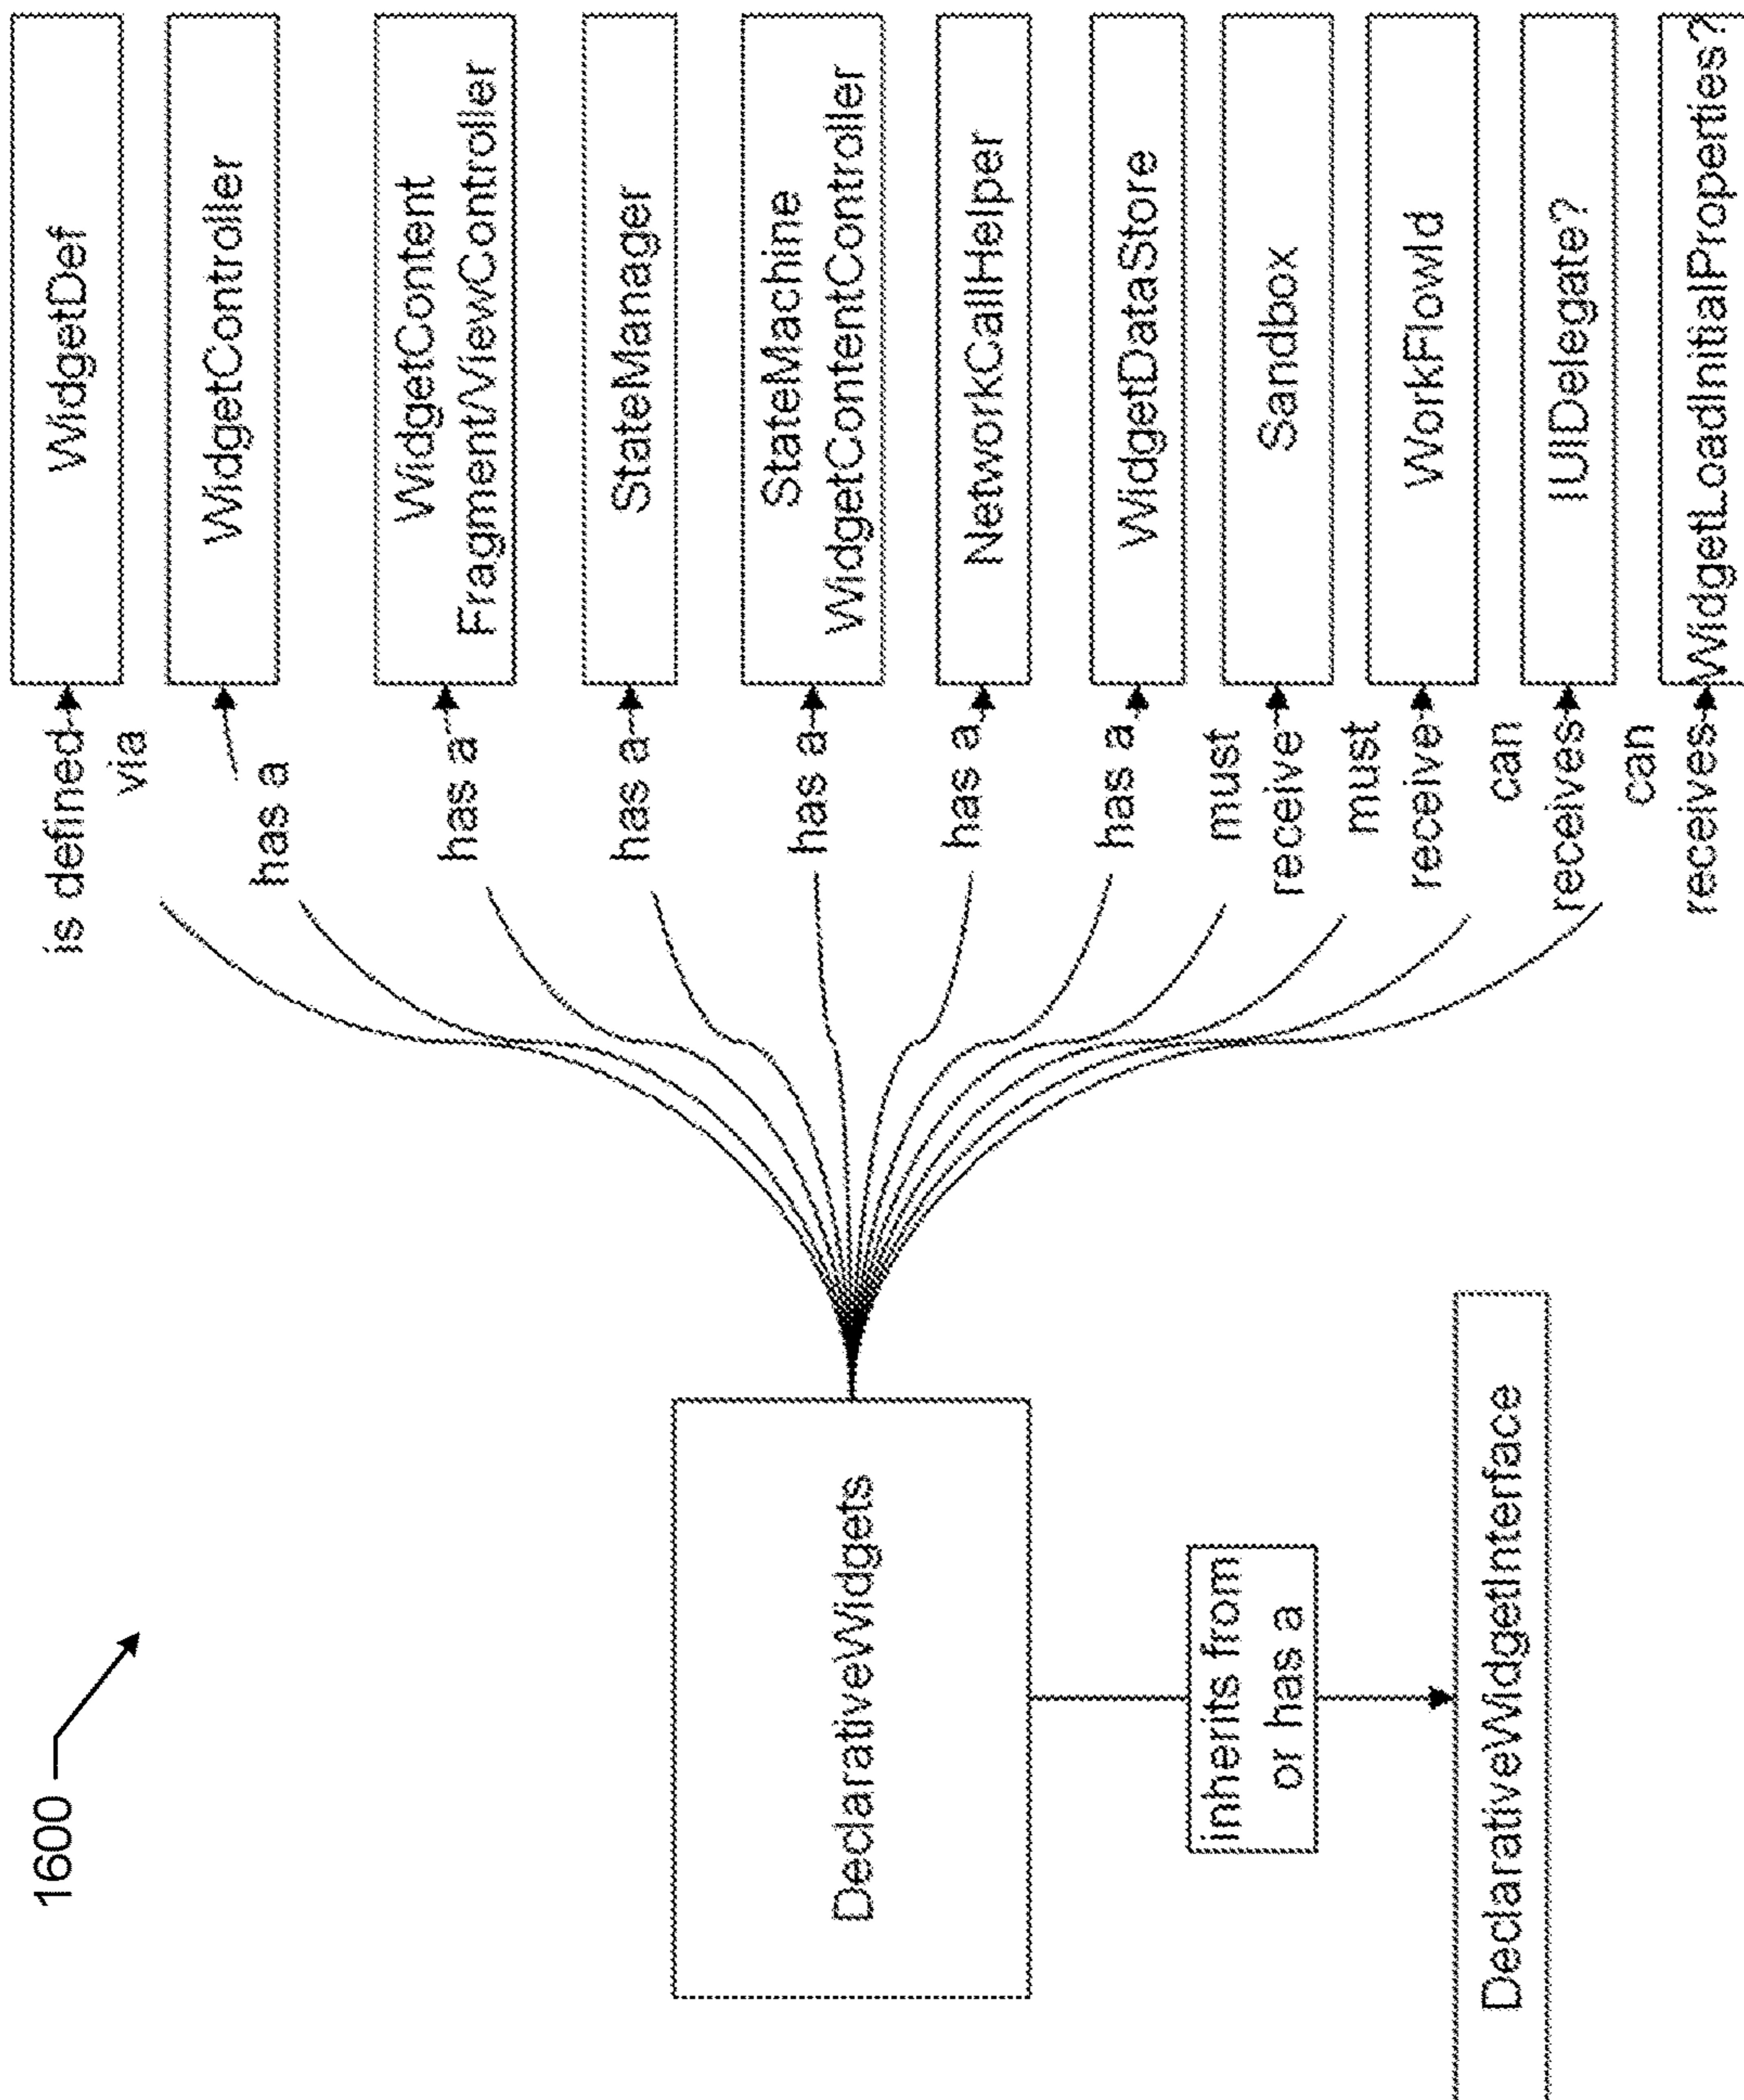 1600
DeclarativeWidgets
inherits from
or has a
DeclarativeWidgetInterface
is defined
via
WidgetDef
has a
WidgetController
has a
WidgetContent
Fragment/ViewController
has a
StateManager
has a
StateMachine
WidgetContentController
has a
NetworkCallHelper
has a
WidgetDataStore
must
receive
Sandbox
must
receive
WorkFlowId
can
receives
IUIDelegate?
can
receives
WidgetLoadInitialProperties?